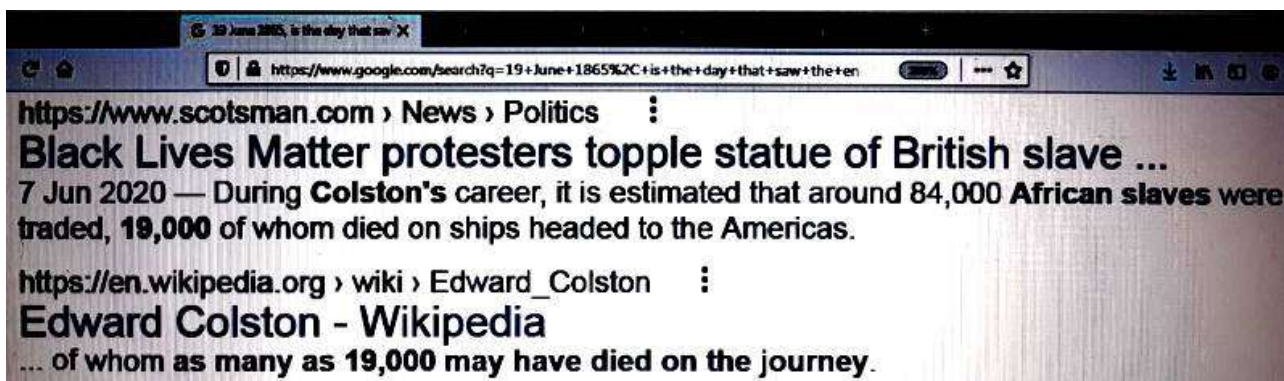 19 June 1865, is the day that sav
https://www.google.com/search?q=19+June+1865%2C+is+the+day+that+saw+the+en
https://www.scotsman.com › News › Politics
Black Lives Matter protesters topple statue of British slave ...
7 Jun 2020 — During Colston's career, it is estimated that around 84,000 African slaves were
traded, 19,000 of whom died on ships headed to the Americas.
https://en.wikipedia.org › wiki › Edward_Colston
Edward Colston - Wikipedia
... of whom as many as 19,000 may have died on the journey.